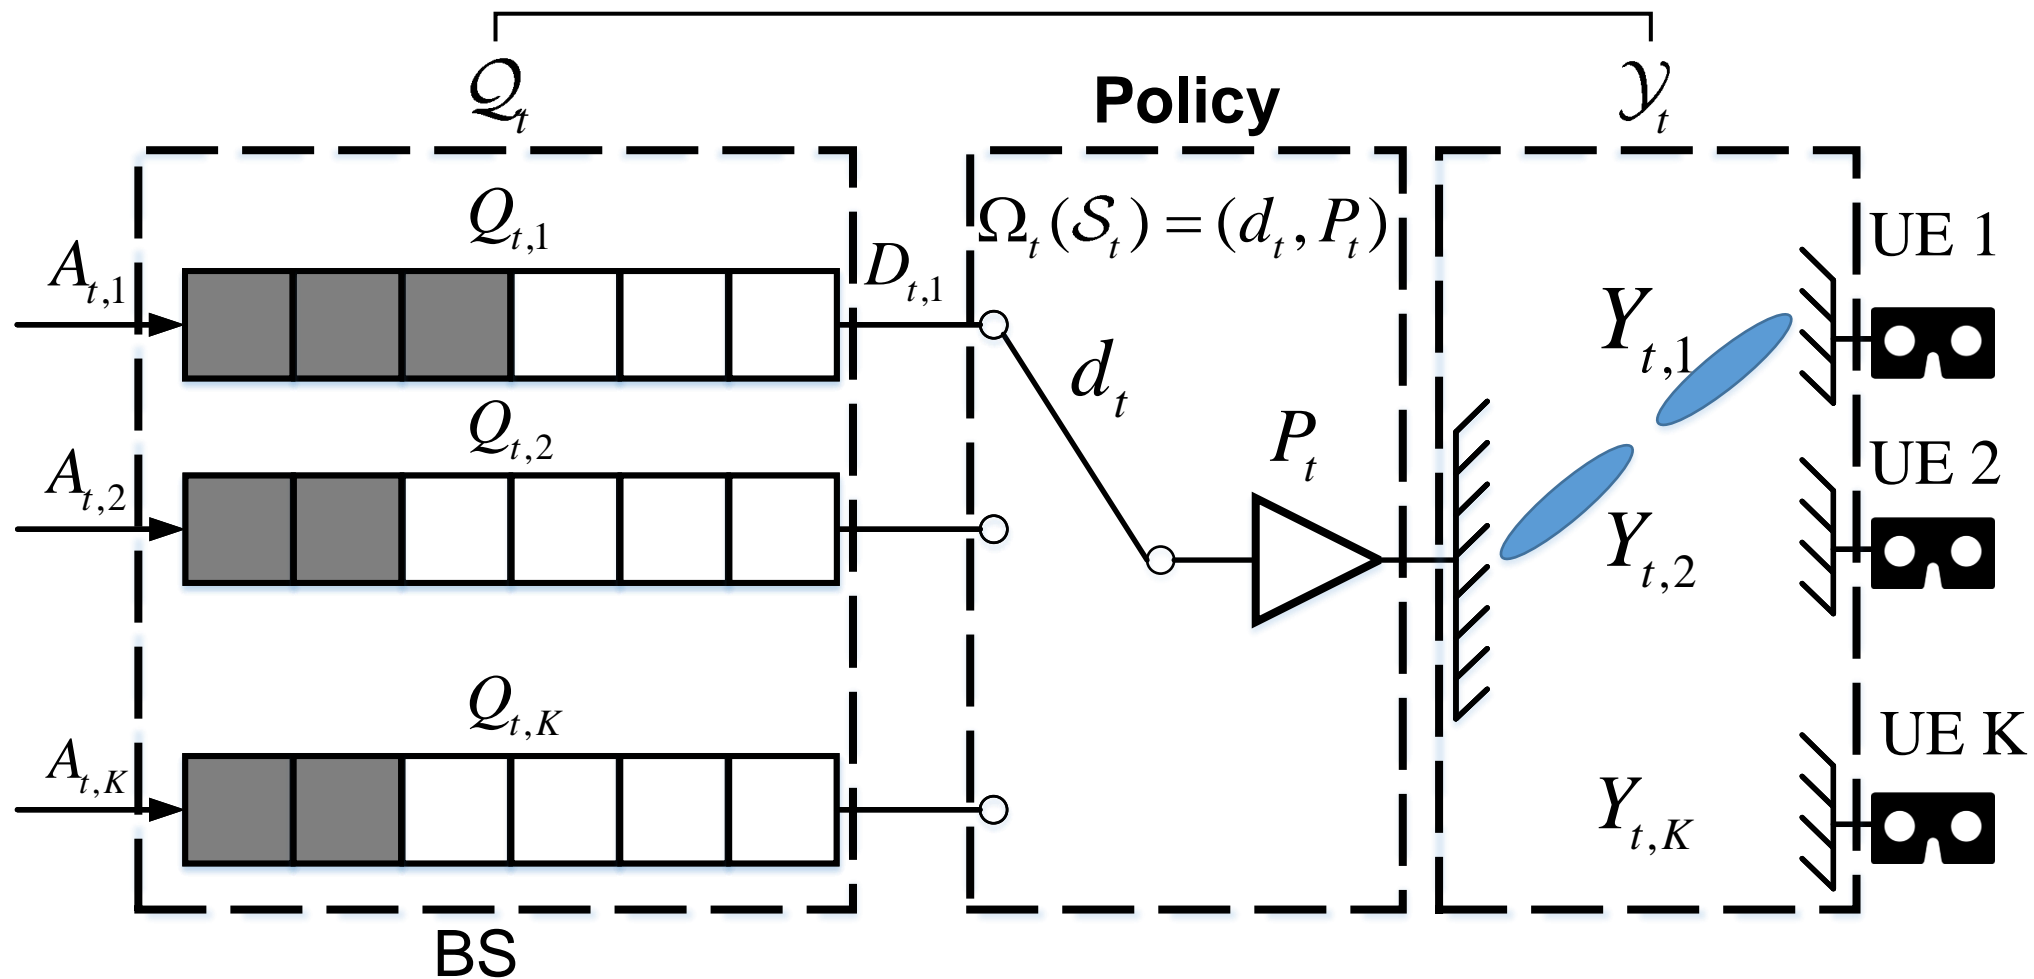 𝒬_t
Policy
𝒴_t
Q_{t,1}
Ω_t(𝒮_t) = (d_t, P_t)
UE 1
A_{t,1}
D_{t,1}
Y_{t,1}
d_t
Q_{t,2}
P_t
UE 2
A_{t,2}
Y_{t,2}
Q_{t,K}
UE K
A_{t,K}
Y_{t,K}
BS